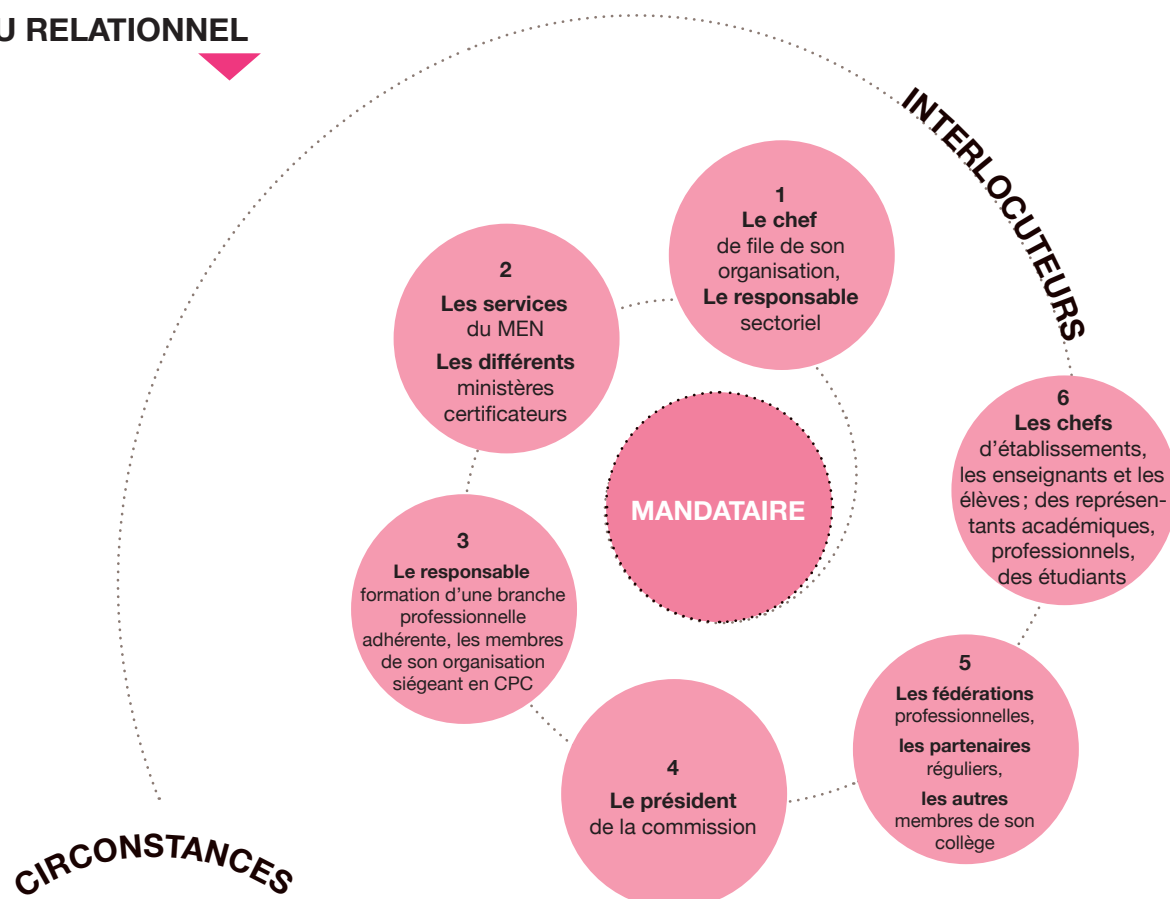 U RELATIONNEL
INTERLOCUTEURS
1
Le chef
de file de son
organisation,
Le responsable
sectoriel
2
Les services
du MEN
Les différents
ministères
certificateurs
MANDATAIRE
6
Les chefs
d'établissements,
les enseignants et les
élèves ; des représen-
tants académiques,
professionnels,
des étudiants
3
Le responsable
formation d'une branche
professionnelle
adhérente, les membres
de son organisation
siégeant en CPC
5
Les fédérations
professionnelles,
les partenaires
réguliers,
les autres
membres de son
collège
4
Le président
de la commission
CIRCONSTANCES